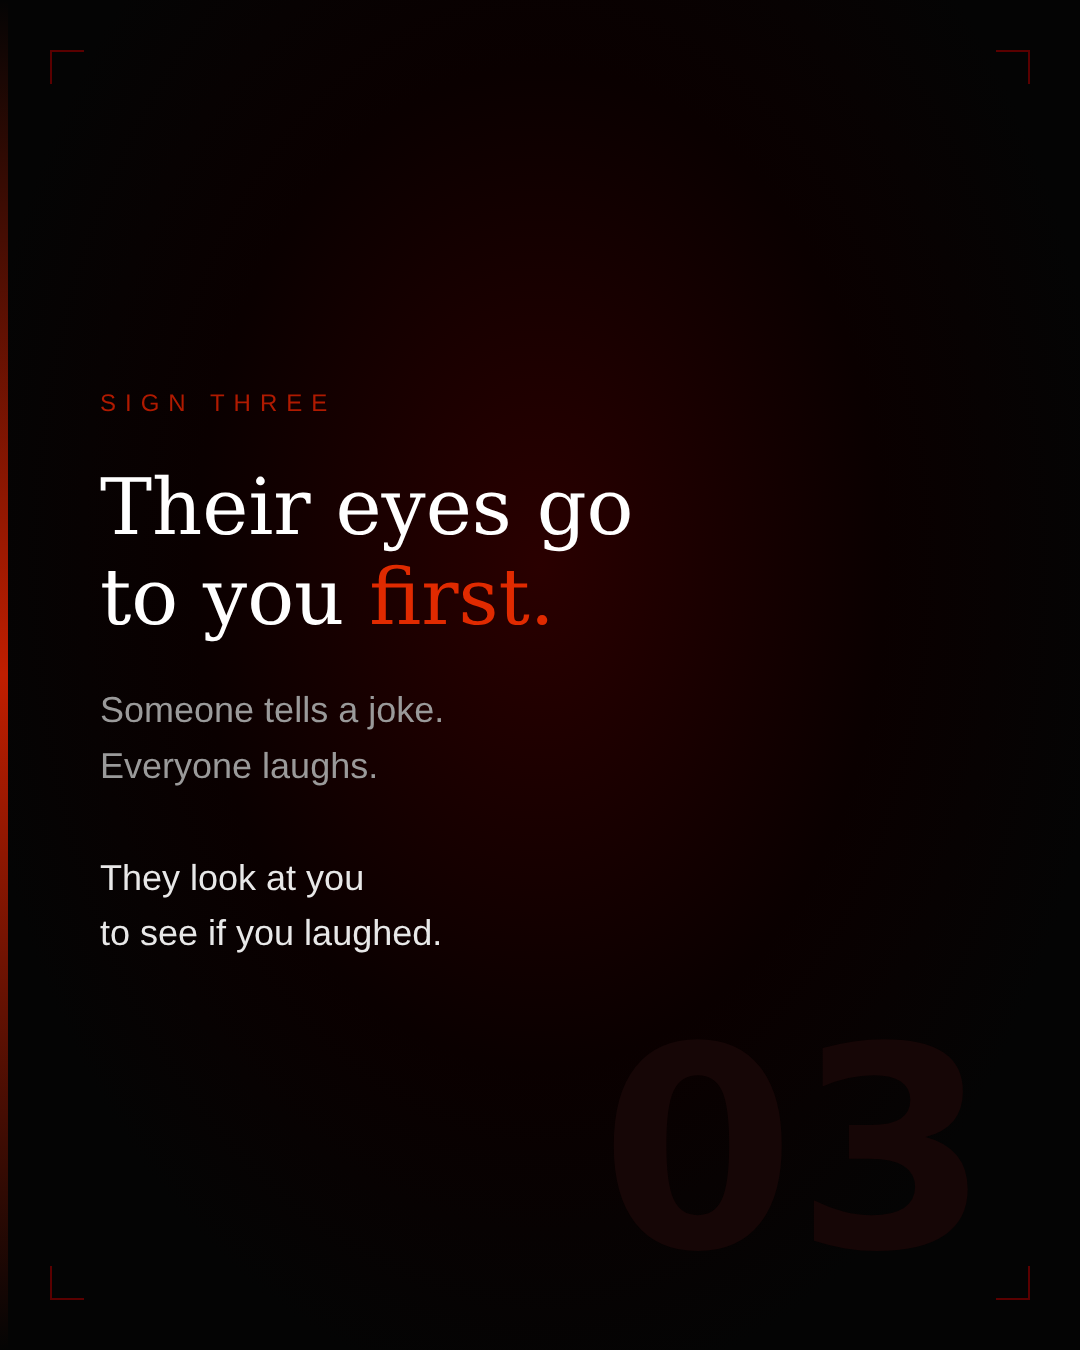 SIGN THREE
Their eyes go
to you first.
Someone tells a joke.
Everyone laughs.
They look at you
to see if you laughed.
03